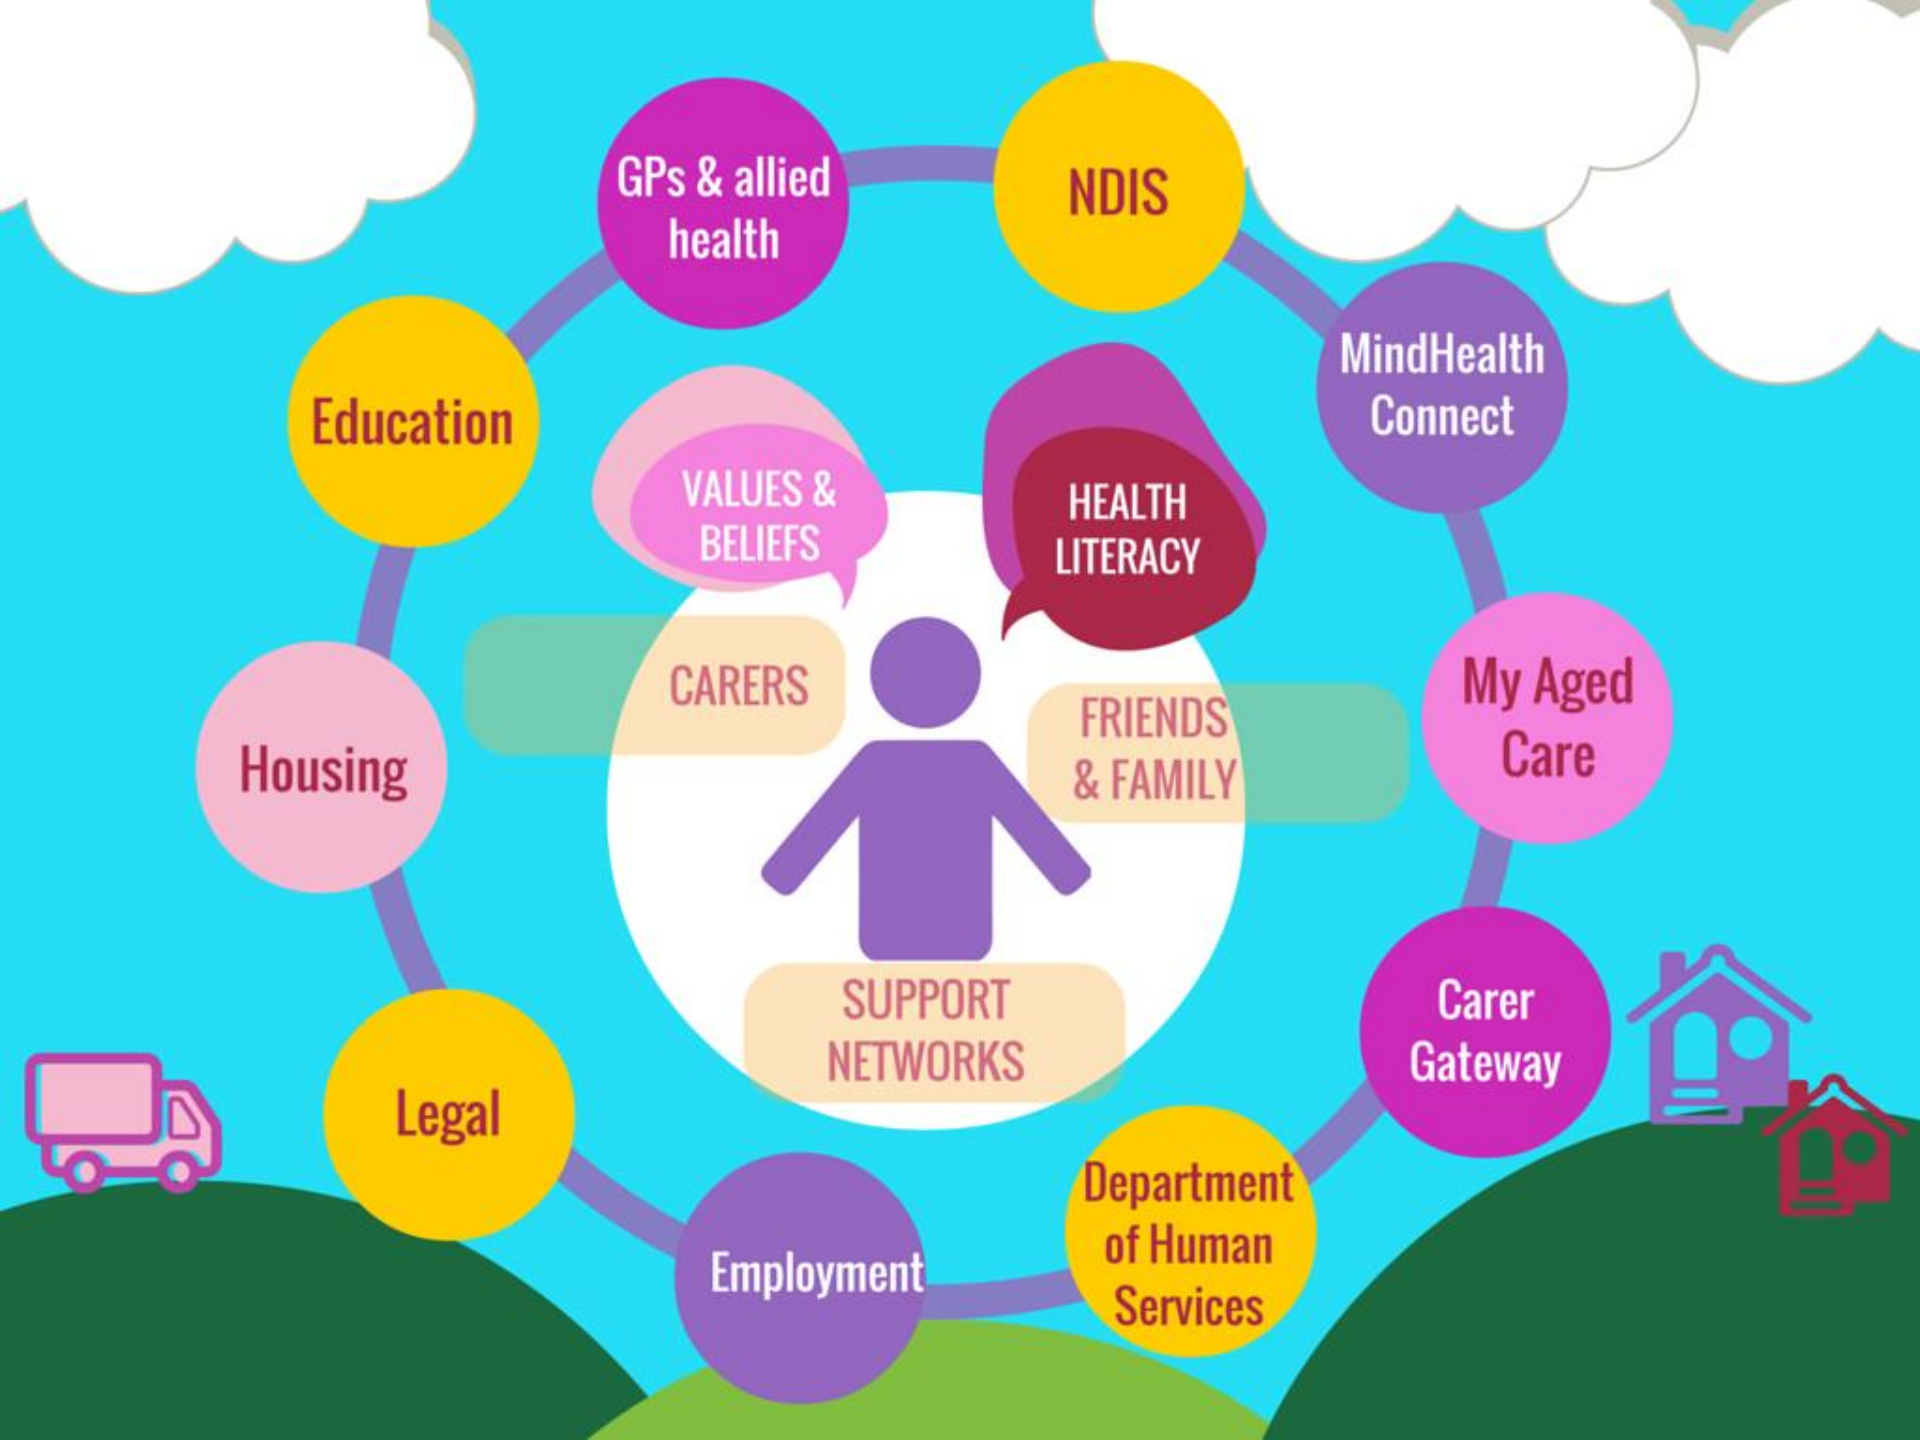 GPs & allied
health
NDIS
MindHealth
Connect
Education
VALUES &
BELIEFS
HEALTH
LITERACY
CARERS
FRIENDS
& FAMILY
My Aged
Care
Housing
SUPPORT
NETWORKS
Carer
Gateway
Legal
Department
of Human
Services
Employment